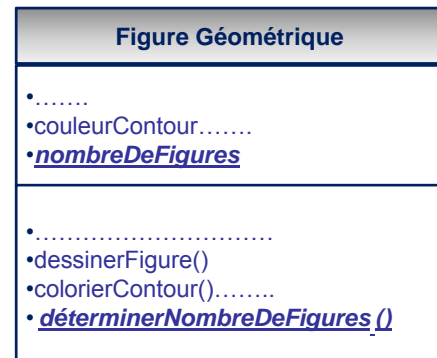 Figure Géométrique
•…….
•couleurContour…….
•nombreDeFigures
•…………………………
•dessinerFigure()
•colorierContour()……..
• déterminerNombreDeFigures ()